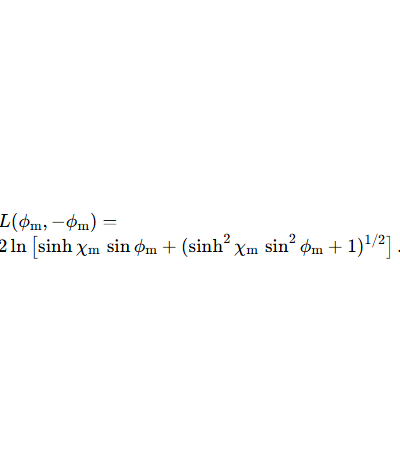 L(ϕₘ, −ϕₘ) =
2 ln [sinh χₘ sin ϕₘ + (sinh² χₘ sin² ϕₘ + 1)^{1/2}] .